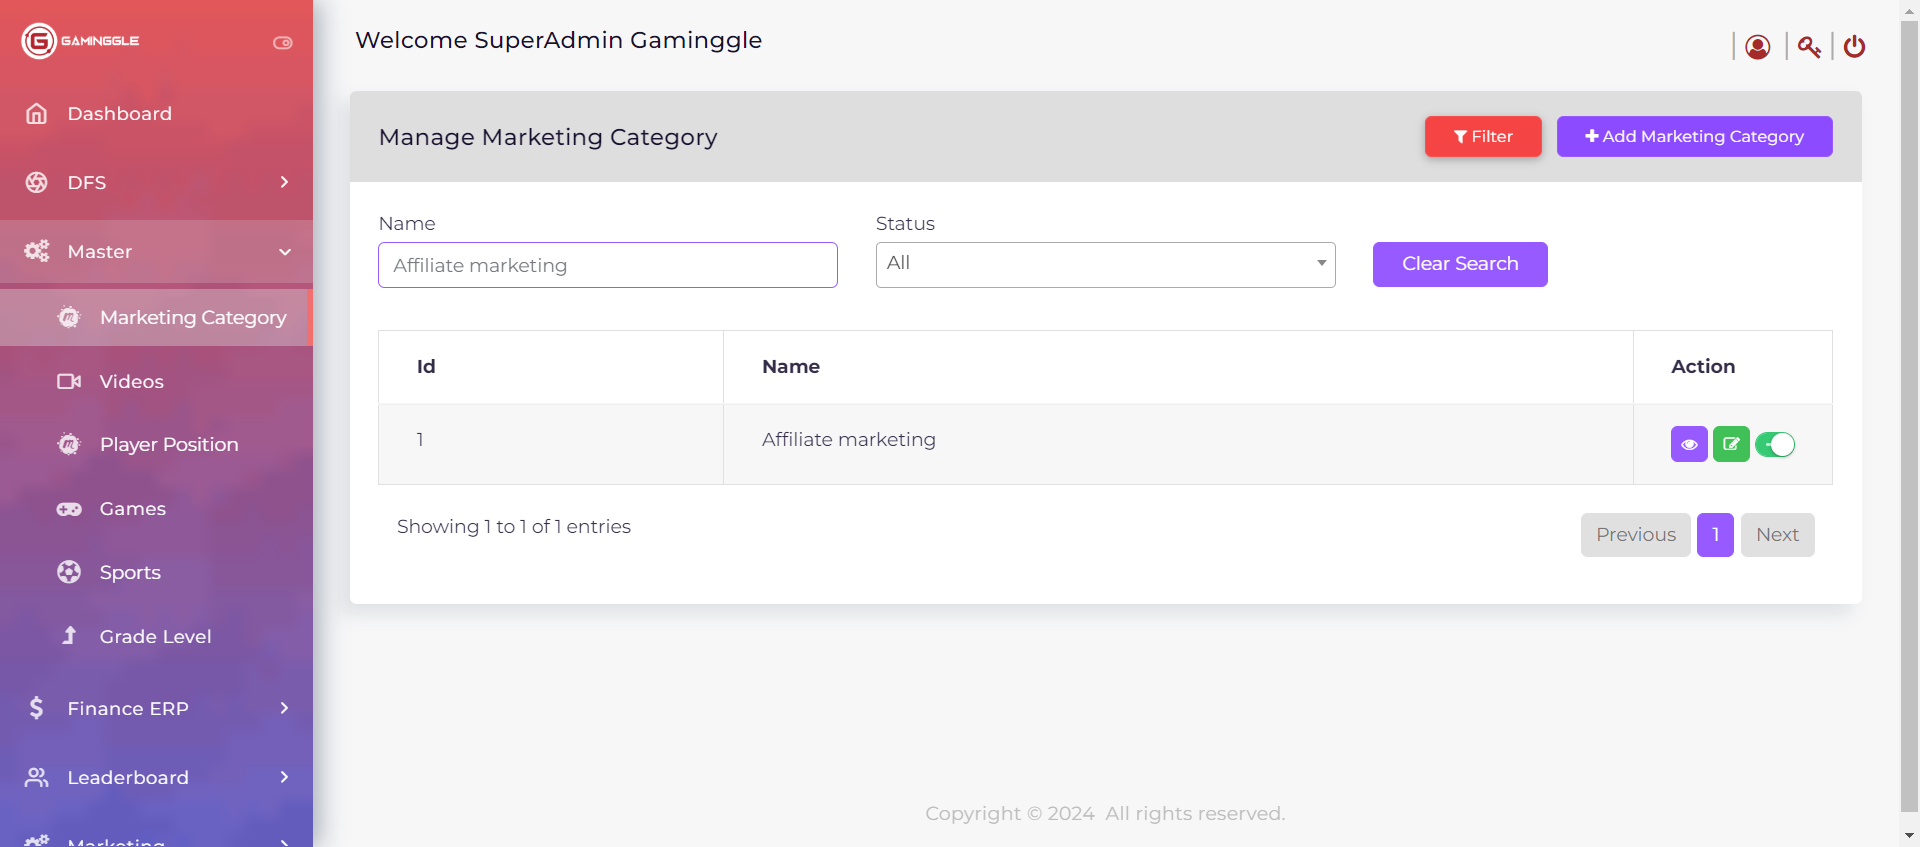 GAMINGGLE
Dashboard
DFS
Master
Marketing Category
Videos
Player Position
Games
Sports
Grade Level
Finance ERP
Leaderboard
Marketing
Welcome SuperAdmin Gaminggle
Manage Marketing Category
Filter
Add Marketing Category
Name
Status
Affiliate marketing
All
Clear Search
Id Name Action
1 Affiliate marketing
Showing 1 to 1 of 1 entries
Previous 1 Next
Copyright © 2024 All rights reserved.